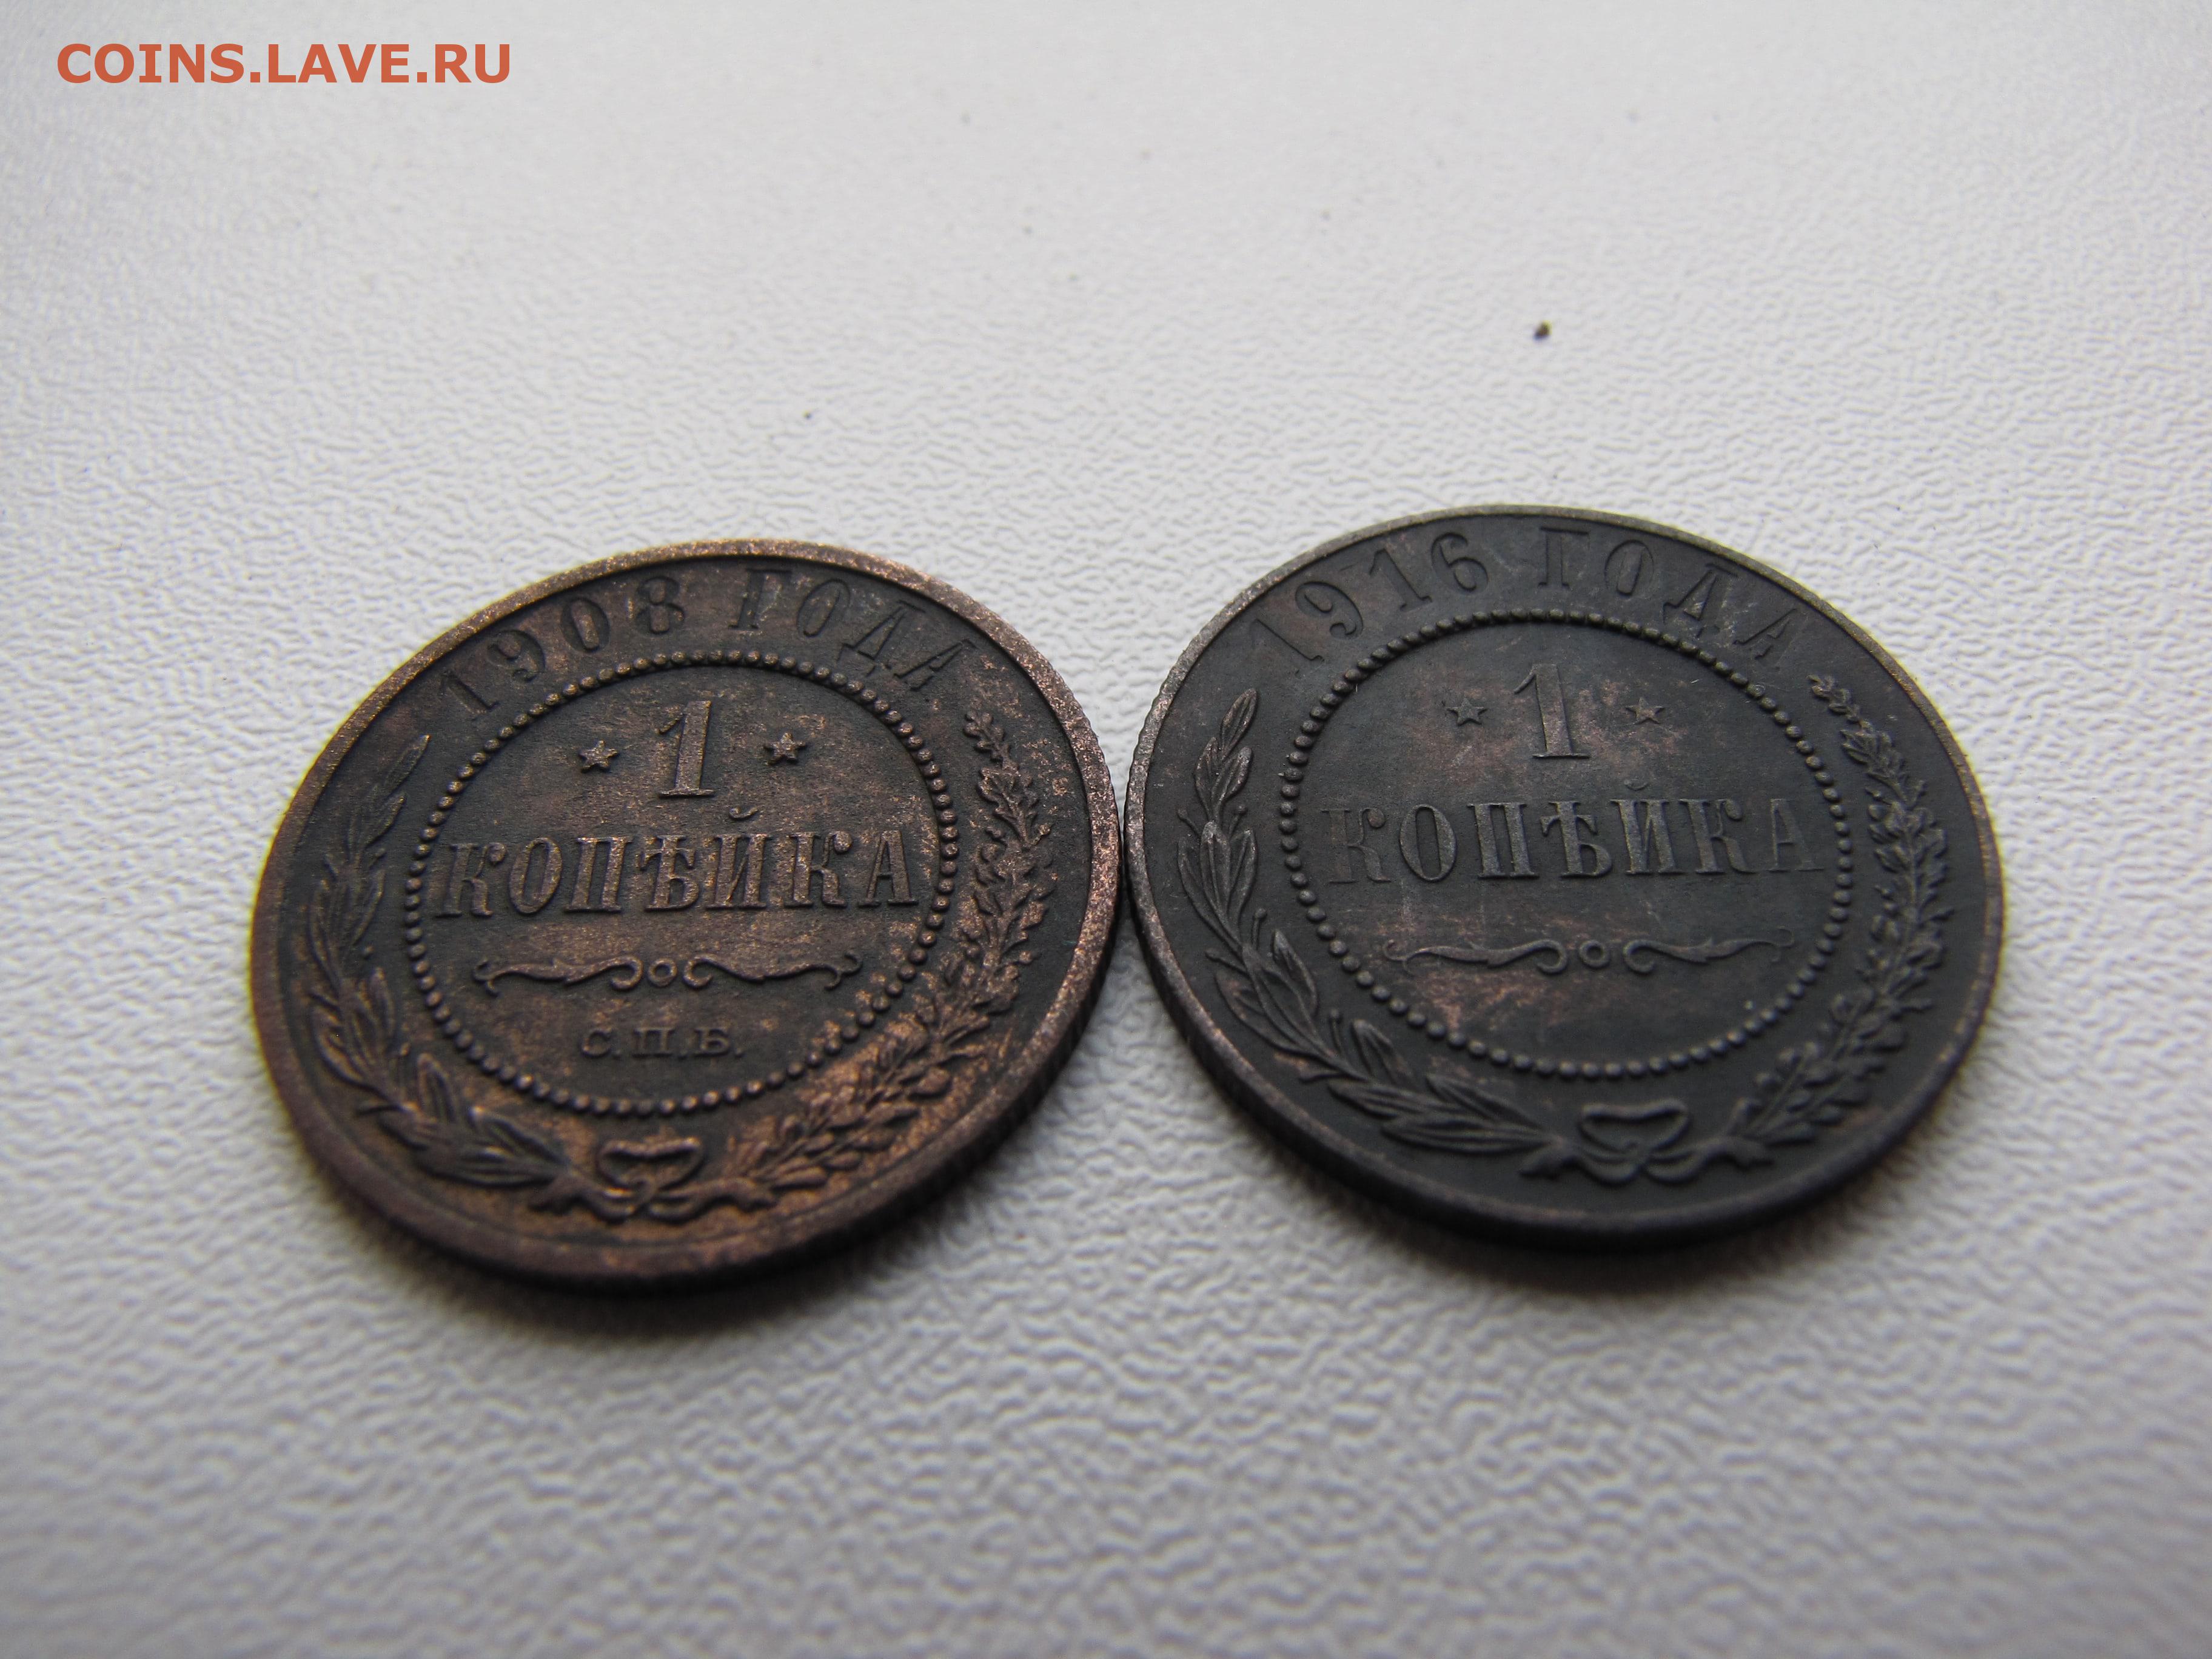 COINS.LAVE.RU
1908 ГОДА
1
КОПѢЙКА
С.П.Б.
1916 ГОДА
1
КОПѢЙКА